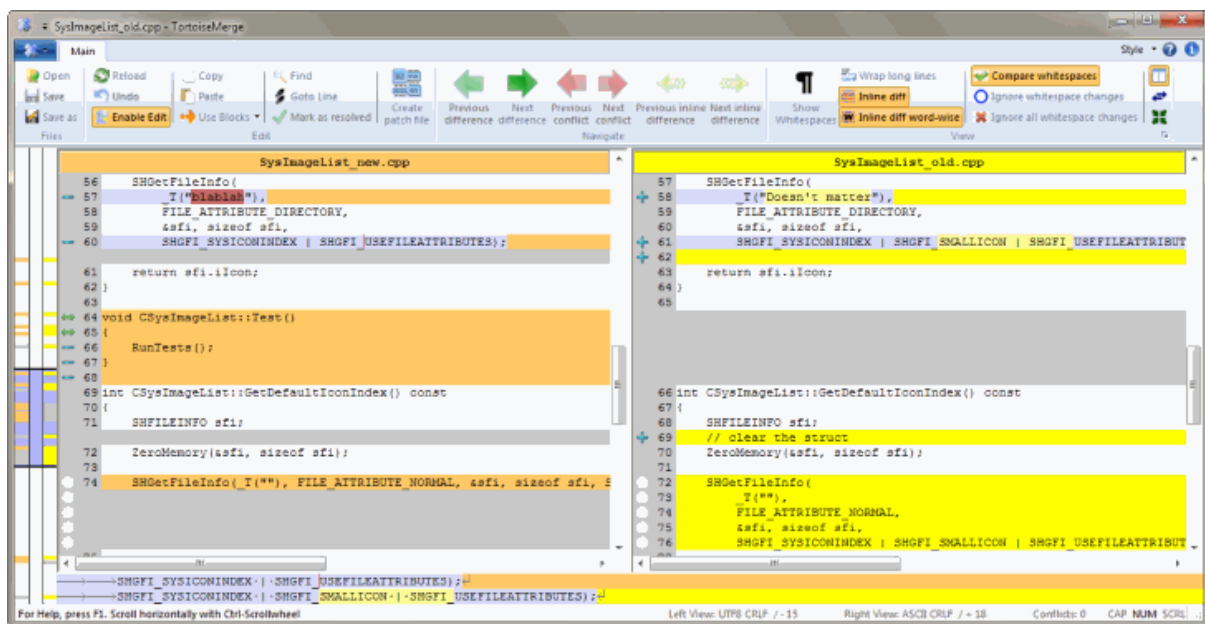 SysImageList_old.cpp - TortoiseMerge
Main
Style
Open
Save
Save as
Files
Reload
Undo
Enable Edit
Copy
Paste
Use Blocks
Find
Goto Line
Mark as resolved
Edit
Create patch file
Previous difference
Next difference
Previous conflict
Next conflict
Previous inline difference
Next inline difference
Navigate
Show Whitespaces
Wrap long lines
Inline diff
Inline diff word-wise
Compare whitespaces
Ignore whitespace changes
Ignore all whitespace changes
View
SysImageList_new.cpp
56 SHGetFileInfo(
57 _T("blablah"),
58 FILE_ATTRIBUTE_DIRECTORY,
59 &sfi, sizeof sfi,
60 SHGFI_SYSICONINDEX | SHGFI_USEFILEATTRIBUTES);
61 return sfi.iIcon;
62 }
63
64 void CSysImageList::Test()
65 {
66 RunTests();
67 }
68
69 int CSysImageList::GetDefaultIconIndex() const
70 {
71 SHFILEINFO sfi;
72 ZeroMemory(&sfi, sizeof sfi);
73
74 SHGetFileInfo(_T(""), FILE_ATTRIBUTE_NORMAL, &sfi, sizeof sfi, S
SysImageList_old.cpp
57 SHGetFileInfo(
58 _T("Doesn't matter"),
59 FILE_ATTRIBUTE_DIRECTORY,
60 &sfi, sizeof sfi,
61 SHGFI_SYSICONINDEX | SHGFI_SMALLICON | SHGFI_USEFILEATTRIBUT
62
63 return sfi.iIcon;
64 }
65
66 int CSysImageList::GetDefaultIconIndex() const
67 {
68 SHFILEINFO sfi;
69 // clear the struct
70 ZeroMemory(&sfi, sizeof sfi);
71
72 SHGetFileInfo(
73 _T(""),
74 FILE_ATTRIBUTE_NORMAL,
75 &sfi, sizeof sfi,
76 SHGFI_SYSICONINDEX | SHGFI_SMALLICON | SHGFI_USEFILEATTRIBUT
SHGFI_SYSICONINDEX·|·SHGFI_USEFILEATTRIBUTES);
SHGFI_SYSICONINDEX·|·SHGFI_SMALLICON·|·SHGFI_USEFILEATTRIBUTES);
For Help, press F1. Scroll horizontally with Ctrl-Scrollwheel
Left View: UTF8 CRLF / - 15
Right View: ASCII CRLF / + 18
Conflicts: 0
CAP NUM SCRL